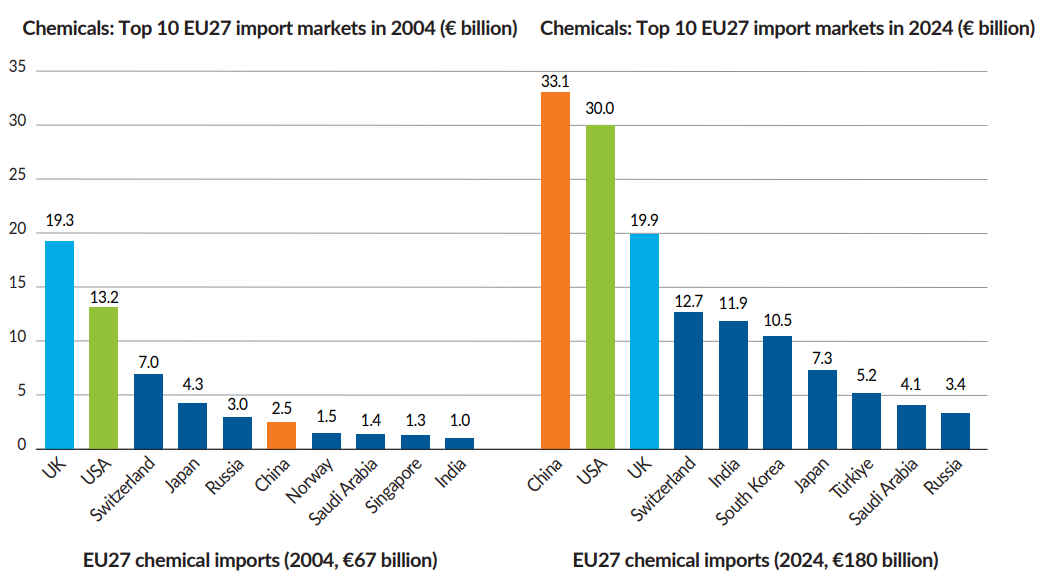 Chemicals: Top 10 EU27 import markets in 2004 (€ billion)
Chemicals: Top 10 EU27 import markets in 2024 (€ billion)
35
30
25
20
15
10
5
0
19.3
13.2
7.0
4.3
3.0
2.5
1.5
1.4
1.3
1.0
UK
USA
Switzerland
Japan
Russia
China
Norway
Saudi Arabia
Singapore
India
EU27 chemical imports (2004, €67 billion)
33.1
30.0
19.9
12.7
11.9
10.5
7.3
5.2
4.1
3.4
China
USA
UK
Switzerland
India
South Korea
Japan
Türkiye
Saudi Arabia
Russia
EU27 chemical imports (2024, €180 billion)